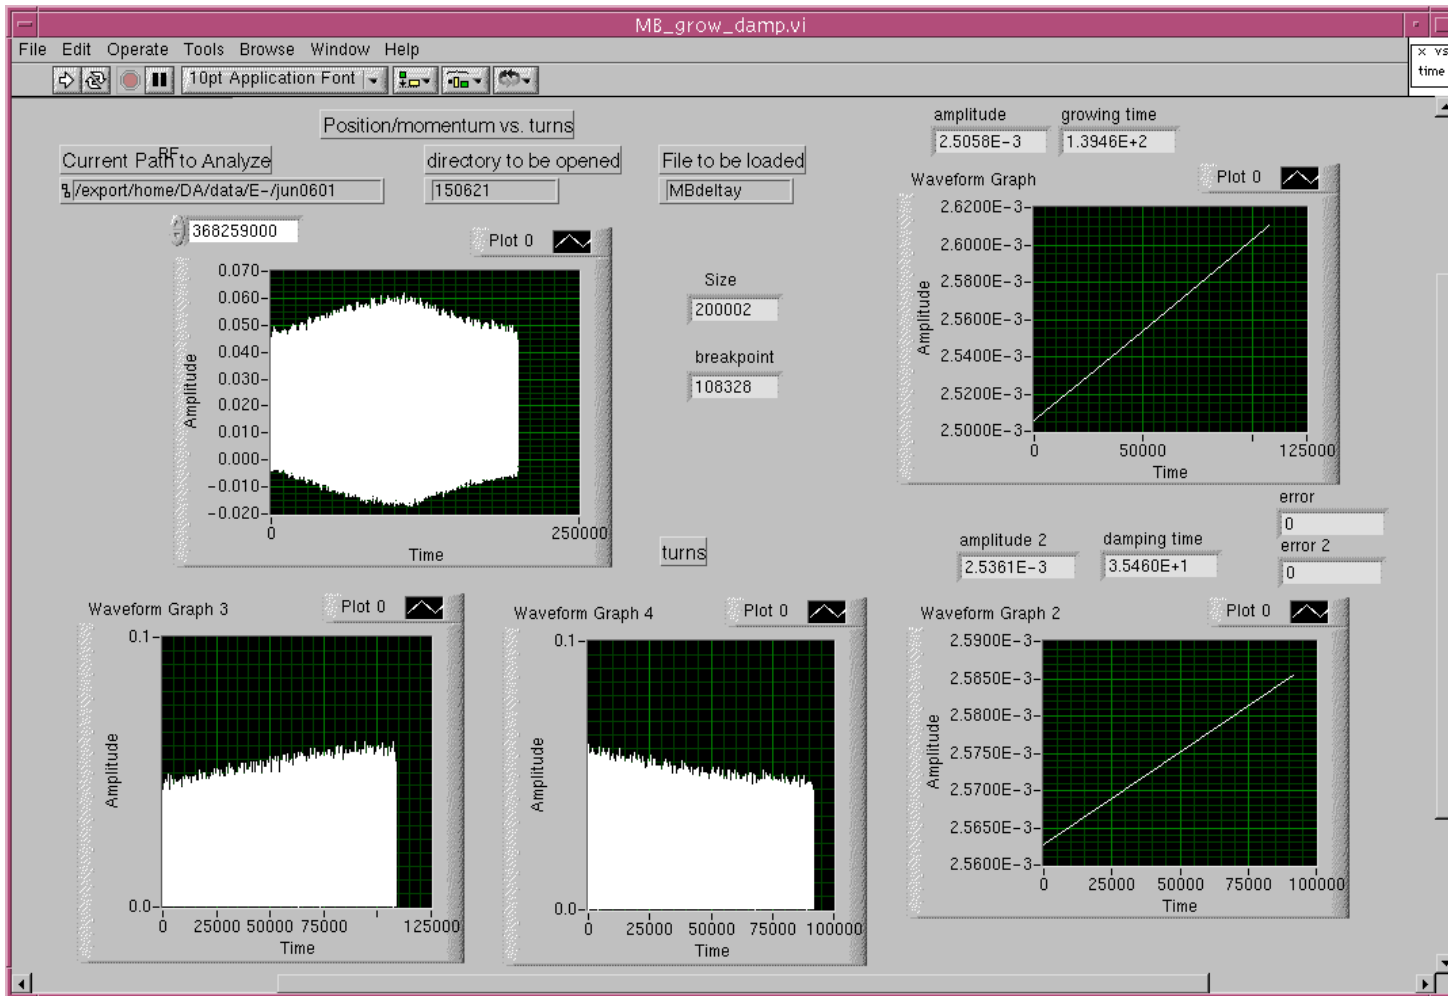 MB_grow_damp.vi
File Edit Operate Tools Browse Window Help
10pt Application Font
x vs
time
Position/momentum vs. turns
RF
Current Path to Analyze
/export/home/DA/data/E-/jun0601
directory to be opened
150621
File to be loaded
MBdeltay
amplitude
2.5058E-3
growing time
1.3946E+2
368259000
Plot 0
0.070
0.060
0.050
0.040
0.030
0.020
0.010
0.000
-0.010
-0.020
Amplitude
0 250000
Time
Size
200002
breakpoint
108328
turns
Waveform Graph
Plot 0
2.6200E-3
2.6000E-3
2.5800E-3
2.5600E-3
2.5400E-3
2.5200E-3
2.5000E-3
Amplitude
0 50000 125000
Time
error
0
error 2
0
amplitude 2
2.5361E-3
damping time
3.5460E+1
Waveform Graph 3
Plot 0
0.1
0.0
Amplitude
0 25000 50000 75000 125000
Time
Waveform Graph 4
Plot 0
0.1
0.0
Amplitude
0 25000 50000 75000 100000
Time
Waveform Graph 2
Plot 0
2.5900E-3
2.5850E-3
2.5800E-3
2.5750E-3
2.5700E-3
2.5650E-3
2.5600E-3
Amplitude
0 25000 50000 75000 100000
Time